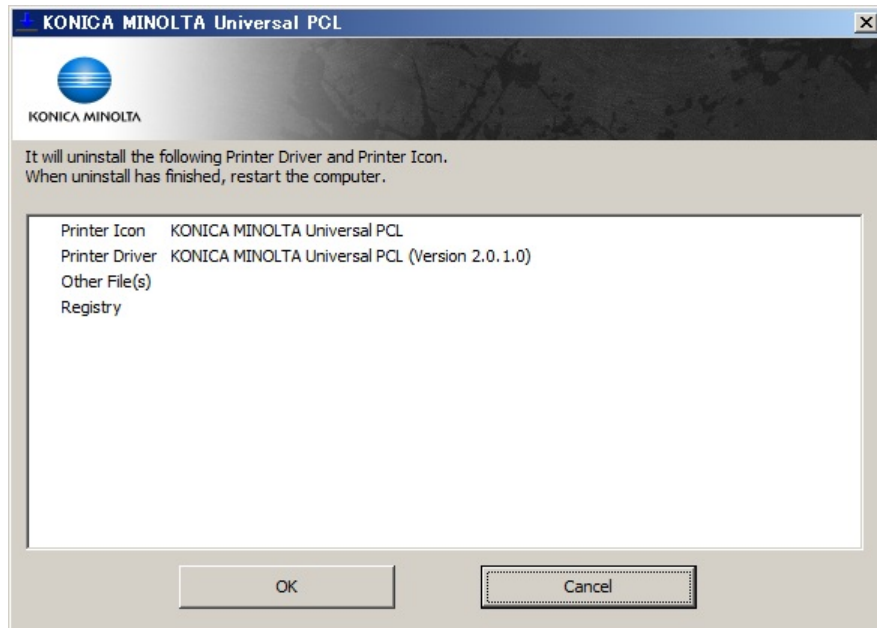 KONICA MINOLTA Universal PCL
KONICA MINOLTA
It will uninstall the following Printer Driver and Printer Icon.
When uninstall has finished, restart the computer.
Printer Icon KONICA MINOLTA Universal PCL
Printer Driver KONICA MINOLTA Universal PCL (Version 2.0.1.0)
Other File(s)
Registry
OK Cancel